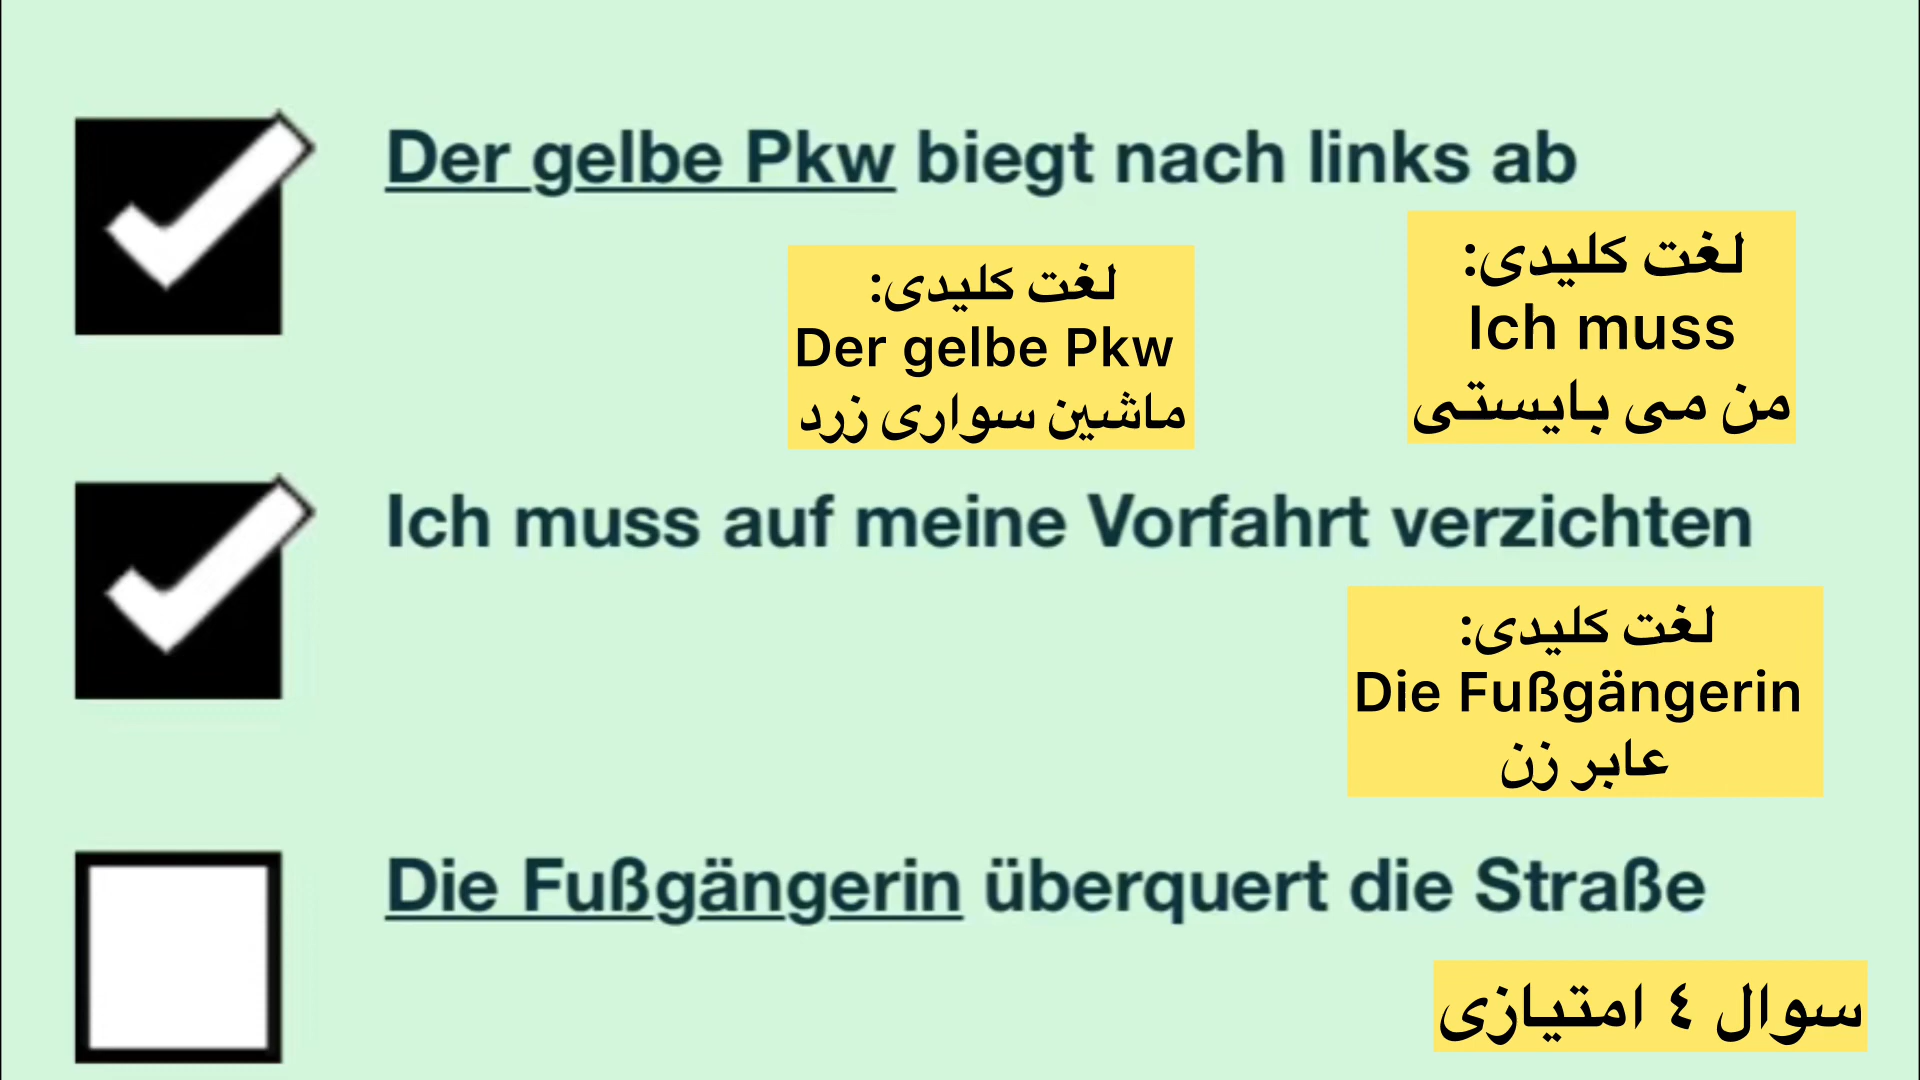 Der gelbe Pkw biegt nach links ab
لغت کلیدی:
Der gelbe Pkw
ماشین سواری زرد
لغت کلیدی:
Ich muss
من می بایستی
Ich muss auf meine Vorfahrt verzichten
لغت کلیدی:
Die Fußgängerin
عابر زن
Die Fußgängerin überquert die Straße
سوال ٤ امتیازی